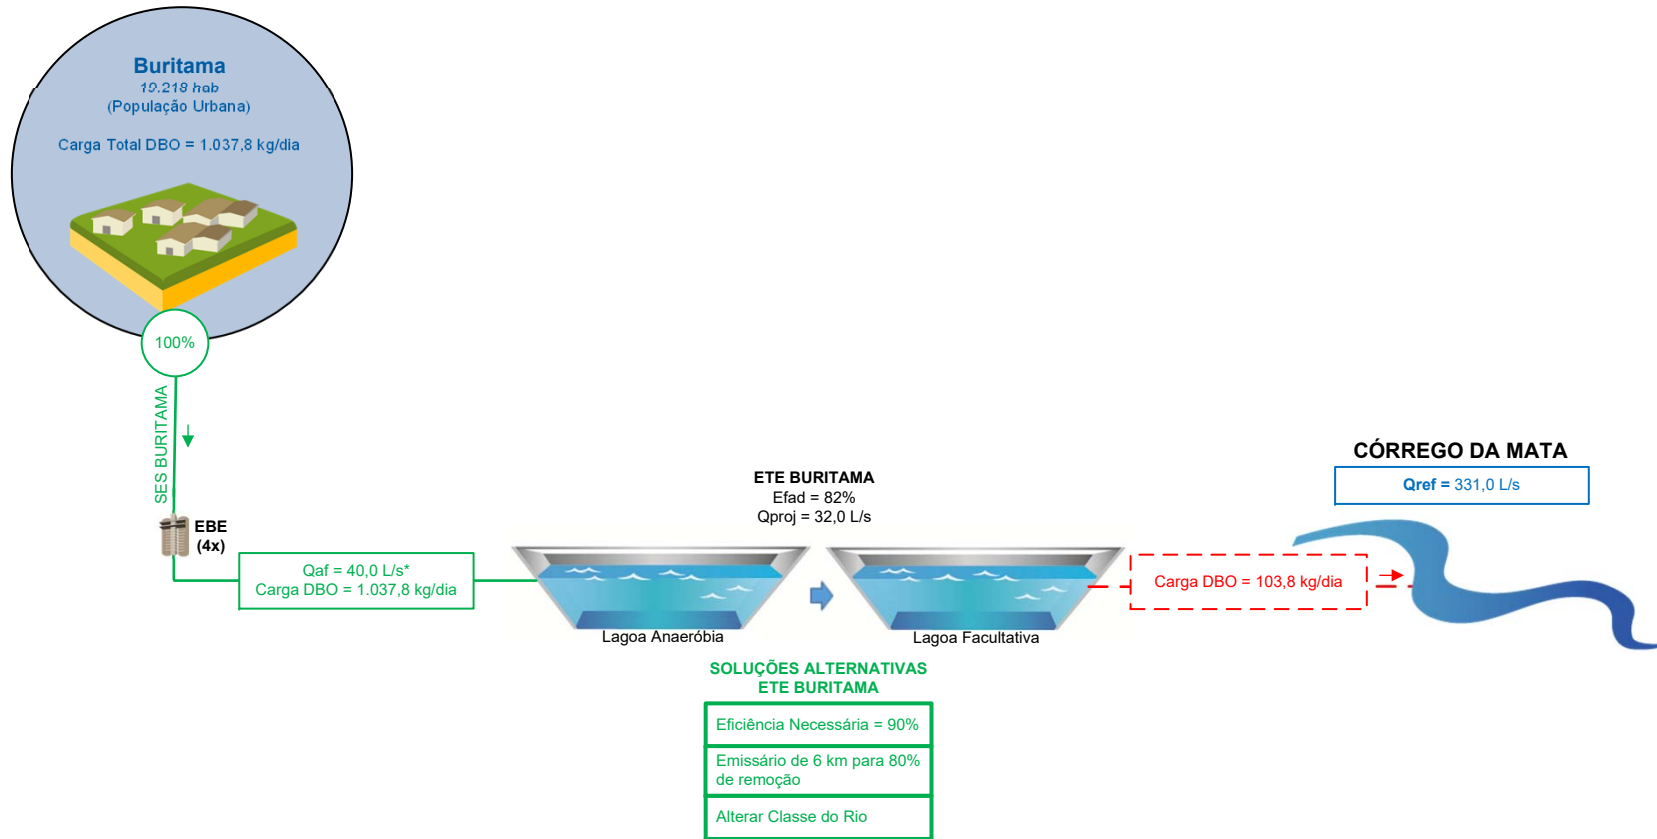 Buritama
19.218 hab
(População Urbana)
Carga Total DBO = 1.037,8 kg/dia
100%
SES BURITAMA
EBE
(4x)
Qaf = 40,0 L/s*
Carga DBO = 1.037,8 kg/dia
ETE BURITAMA
Efad = 82%
Qproj = 32,0 L/s
Lagoa Anaeróbia
Lagoa Facultativa
Carga DBO = 103,8 kg/dia
CÓRREGO DA MATA
Qref = 331,0 L/s
SOLUÇÕES ALTERNATIVAS
ETE BURITAMA
Eficiência Necessária = 90%
Emissário de 6 km para 80%
de remoção
Alterar Classe do Rio